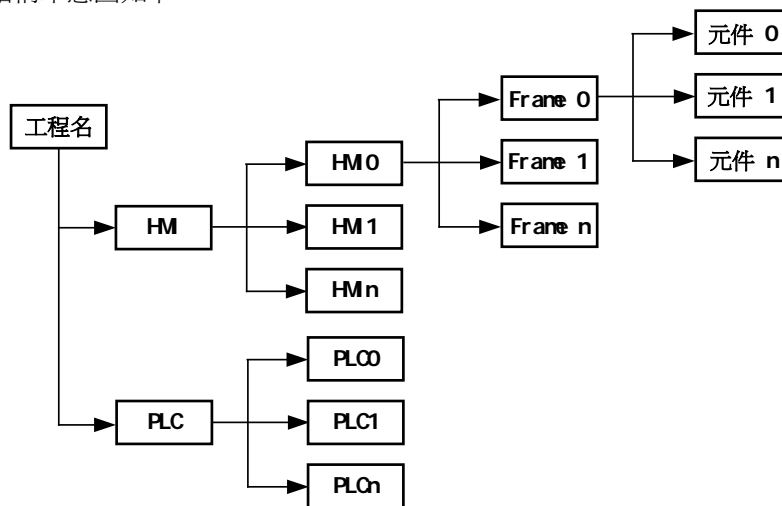 元件 0
Frame 0
元件 1
工程名
HMI0
Frame 1
元件 n
HMI
HMI1
Frame n
HMIn
PLC0
PLC
PLC1
PLCn